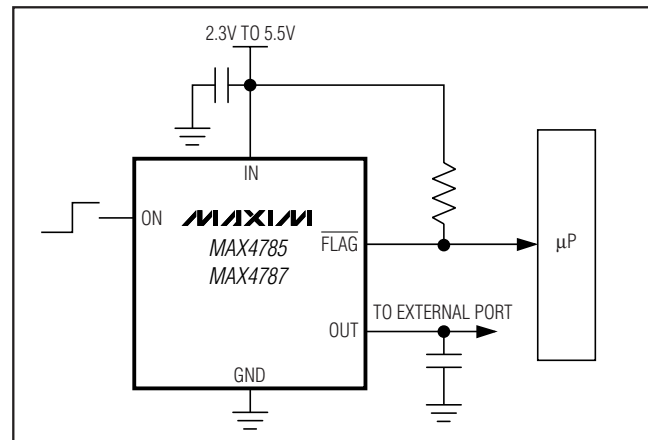 2.3V TO 5.5V
IN
ON
MAXIM
MAX4785
MAX4787
FLAG
µP
TO EXTERNAL PORT
OUT
GND